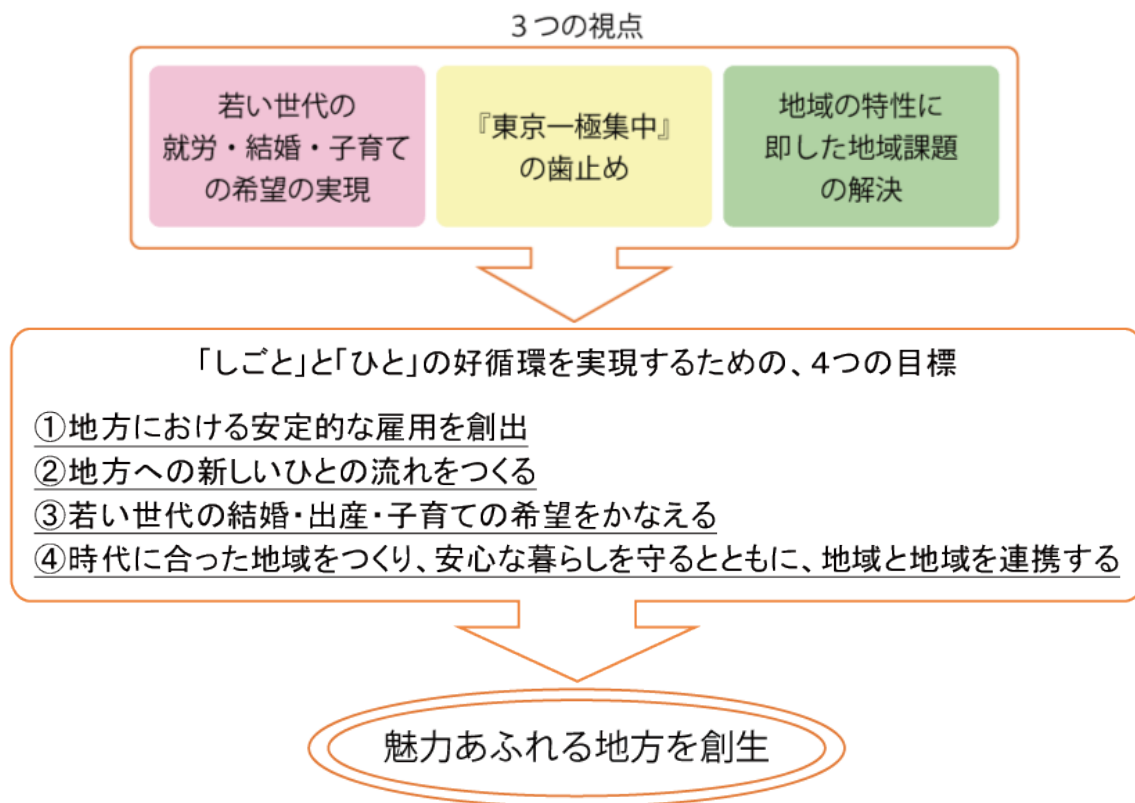 ３つの視点
若い世代の
就労・結婚・子育て
の希望の実現
『東京一極集中』
の歯止め
地域の特性に
即した地域課題
の解決
「しごと」と「ひと」の好循環を実現するための、４つの目標
①地方における安定的な雇用を創出
②地方への新しいひとの流れをつくる
③若い世代の結婚・出産・子育ての希望をかなえる
④時代に合った地域をつくり、安心な暮らしを守るとともに、地域と地域を連携する
魅力あふれる地方を創生